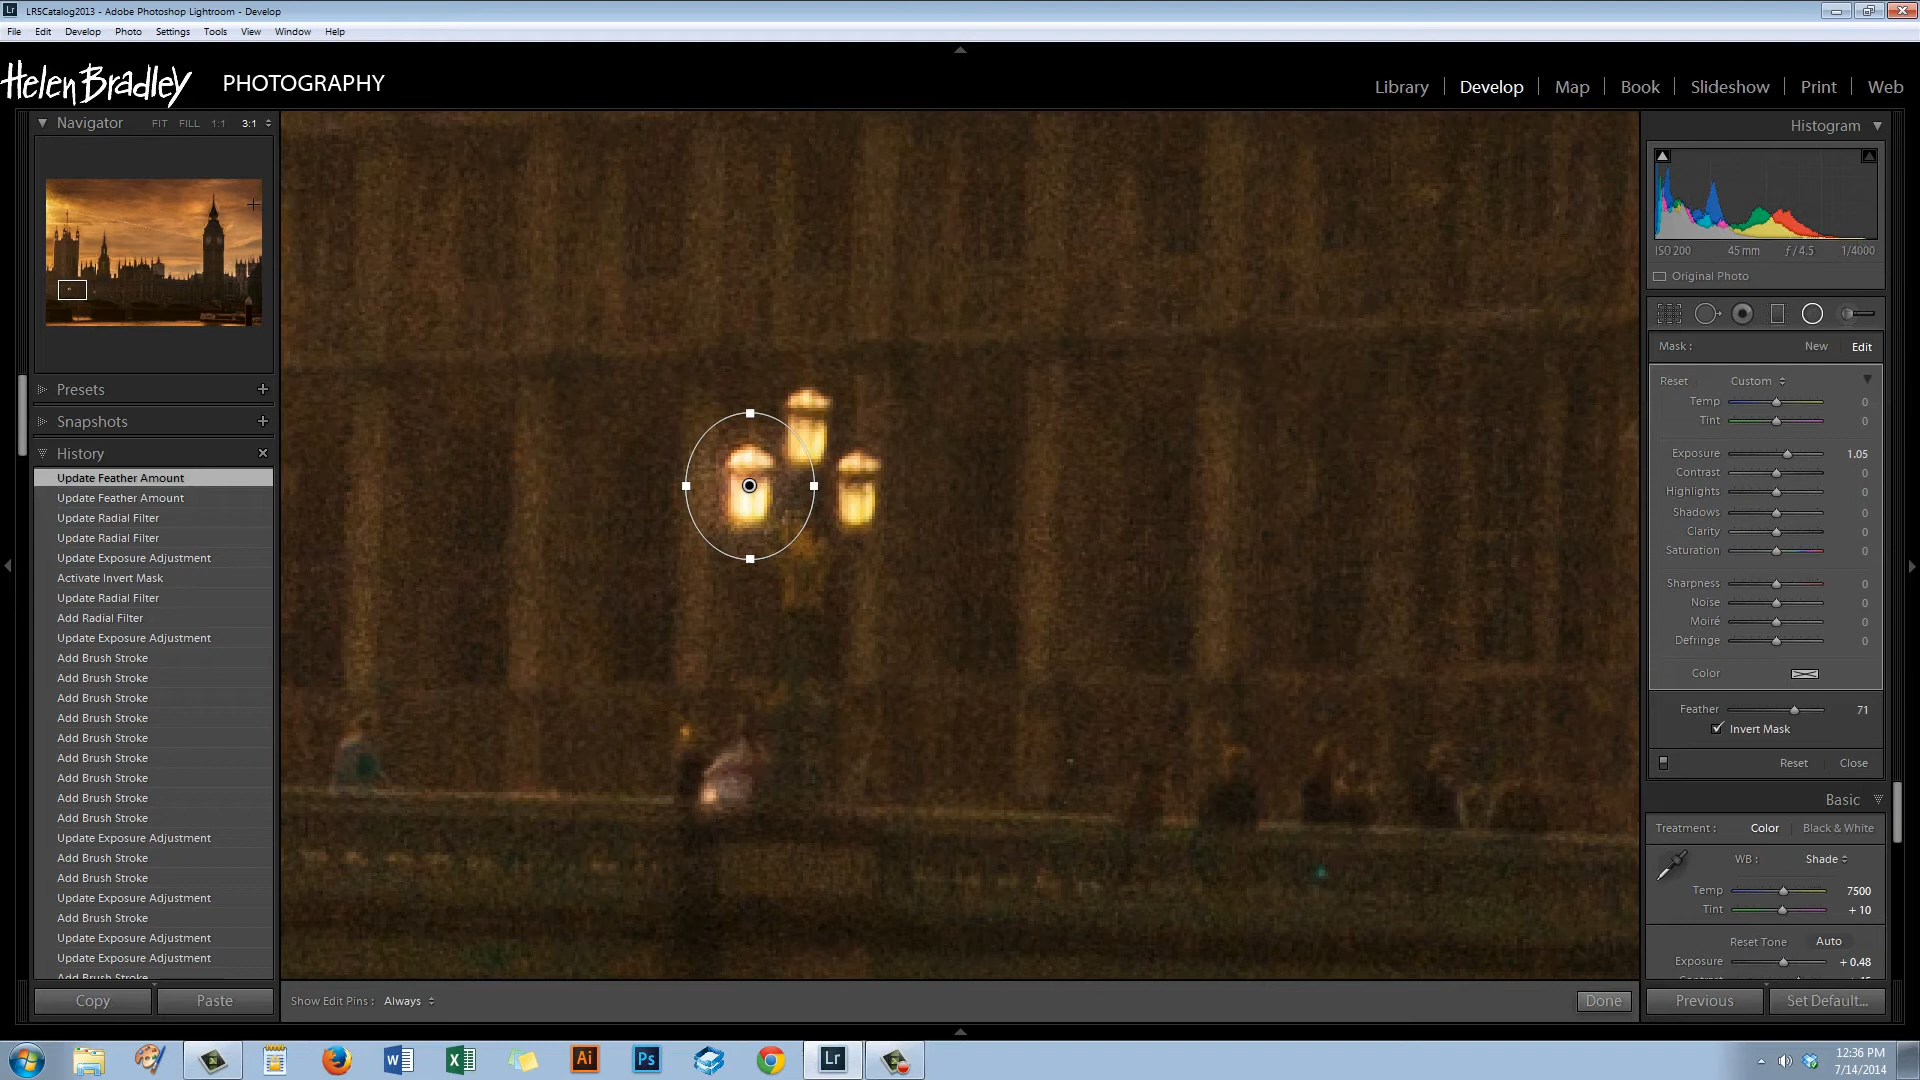 LR5Catalog2013 - Adobe Photoshop Lightroom - Develop
File Edit Develop Photo Settings Tools View Window Help
Helen Bradley PHOTOGRAPHY
Library Develop Map Book Slideshow Print Web
Navigator FIT FILL 1:1 3:1
Presets
Snapshots
History
Update Feather Amount
Update Feather Amount
Update Radial Filter
Update Radial Filter
Update Exposure Adjustment
Activate Invert Mask
Update Radial Filter
Add Radial Filter
Update Exposure Adjustment
Add Brush Stroke
Add Brush Stroke
Add Brush Stroke
Add Brush Stroke
Add Brush Stroke
Add Brush Stroke
Add Brush Stroke
Add Brush Stroke
Add Brush Stroke
Update Exposure Adjustment
Add Brush Stroke
Add Brush Stroke
Update Exposure Adjustment
Add Brush Stroke
Update Exposure Adjustment
Update Exposure Adjustment
Add Brush Stroke
Copy Paste
Show Edit Pins : Always
Done
Histogram
ISO 200 45 mm ƒ / 4.5 1/4000
Original Photo
Mask : New Edit
Reset Custom
Temp 0
Tint 0
Exposure 1.05
Contrast 0
Highlights 0
Shadows 0
Clarity 0
Saturation 0
Sharpness 0
Noise 0
Moiré 0
Defringe 0
Color
Feather 71
Invert Mask
Reset Close
Basic
Treatment : Color Black & White
WB : Shade
Temp 7500
Tint + 10
Reset Tone Auto
Exposure + 0.48
Previous Set Default...
Lr
W X Ai Ps Lr
12:36 PM
7/14/2014